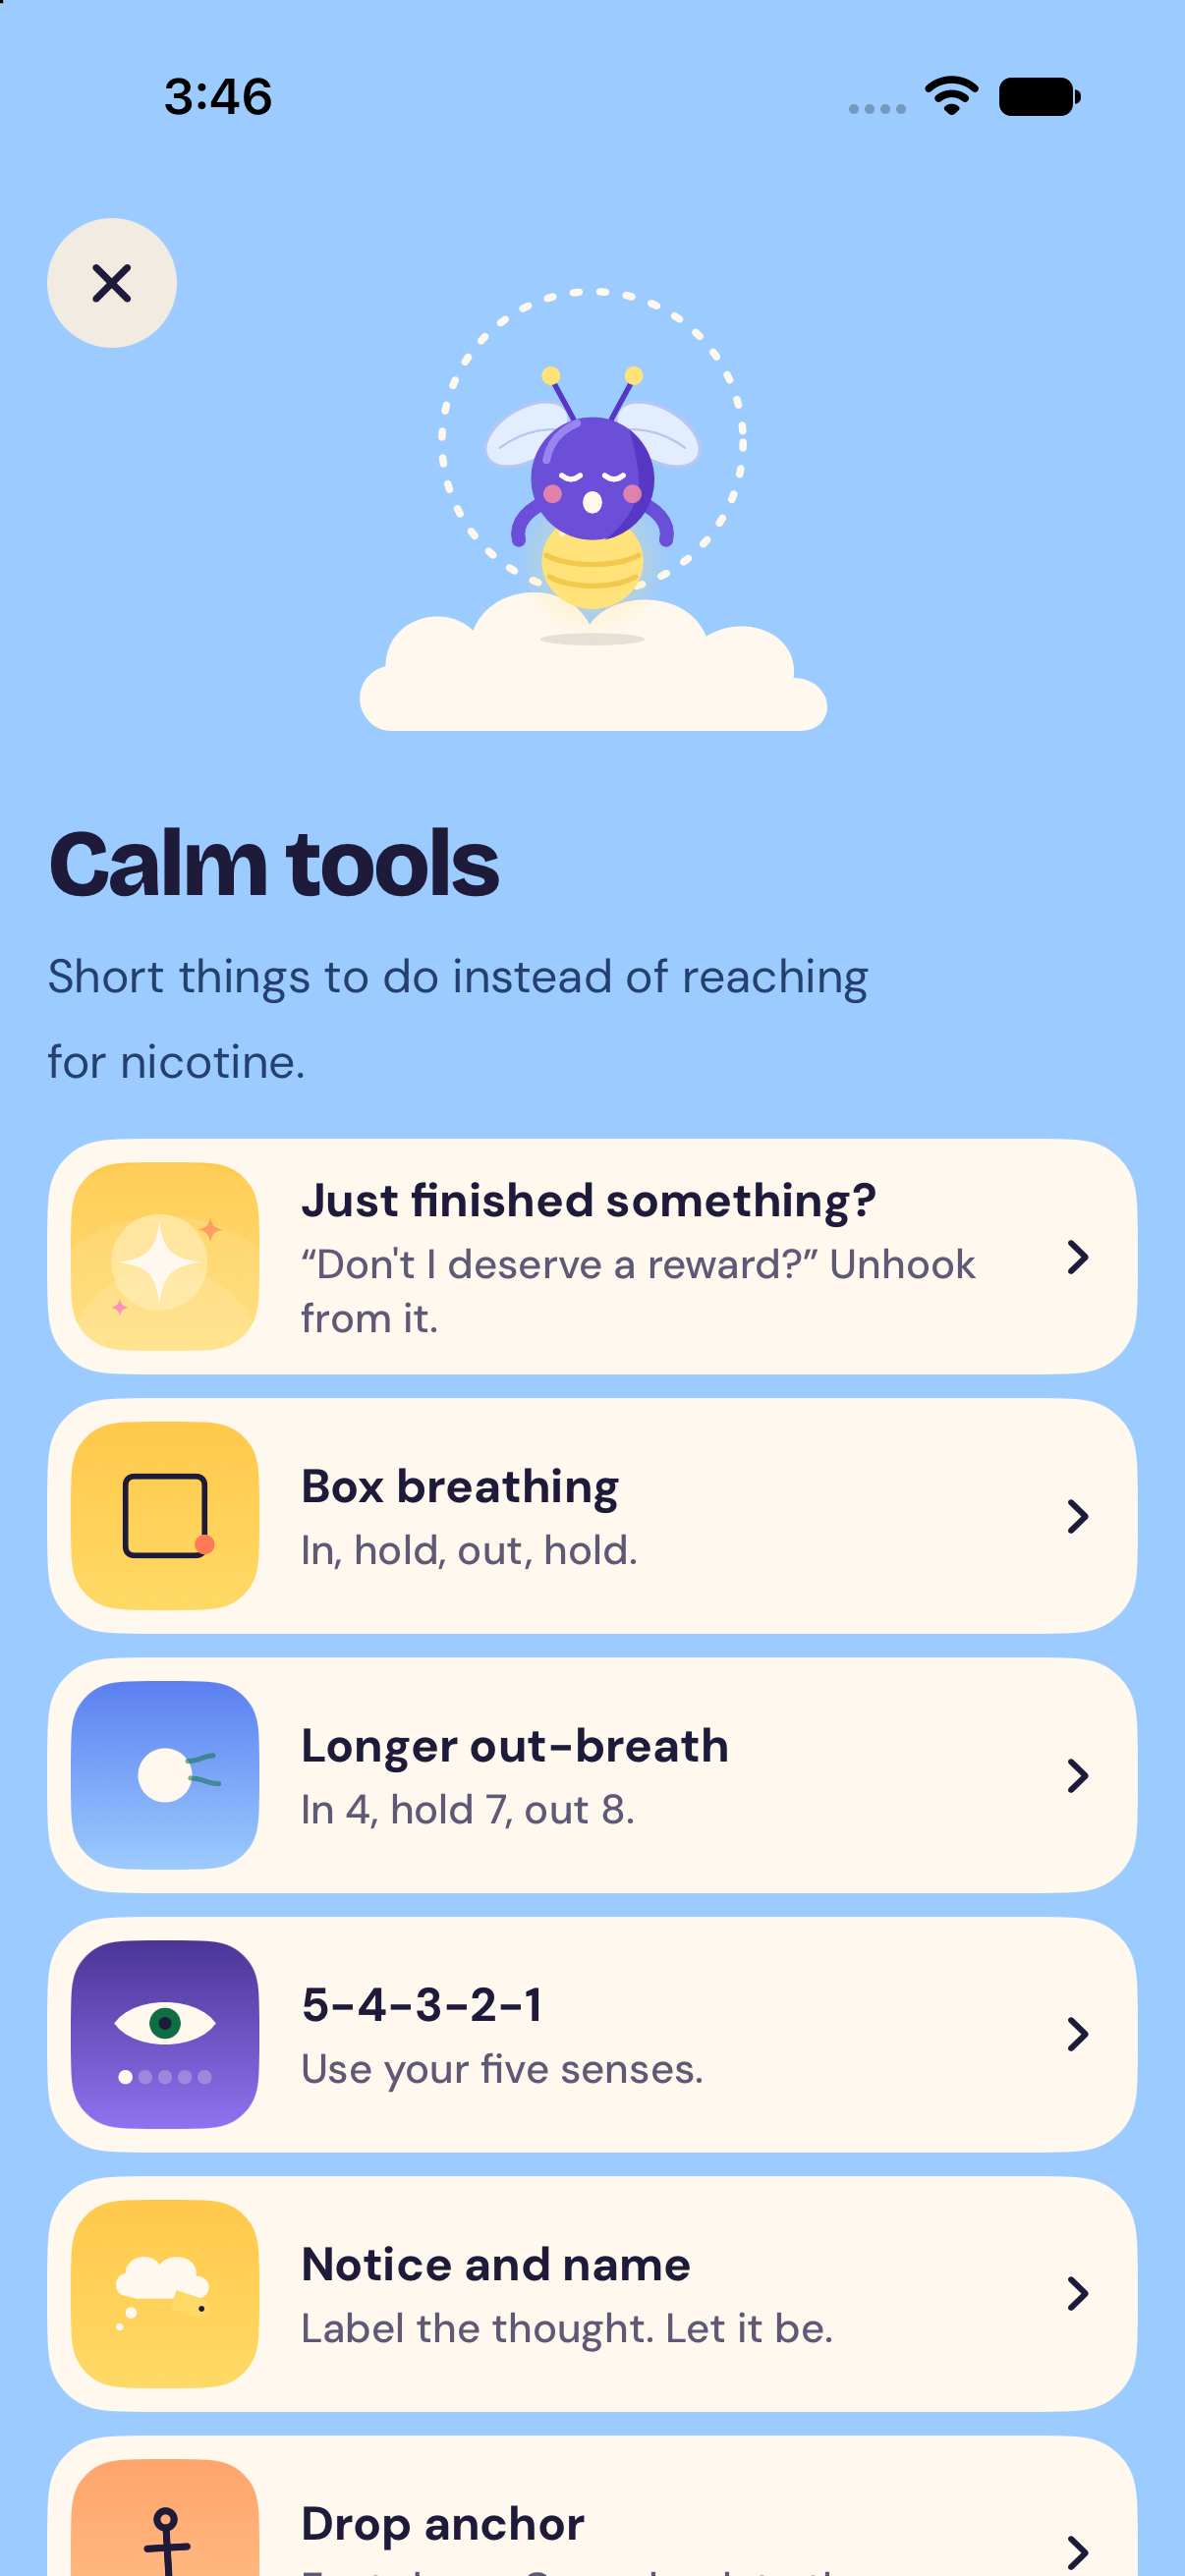 3:46
Calm tools
Short things to do instead of reaching
for nicotine.
Just finished something?
“Don't I deserve a reward?” Unhook
from it.
Box breathing
In, hold, out, hold.
Longer out-breath
In 4, hold 7, out 8.
5-4-3-2-1
Use your five senses.
Notice and name
Label the thought. Let it be.
Drop anchor